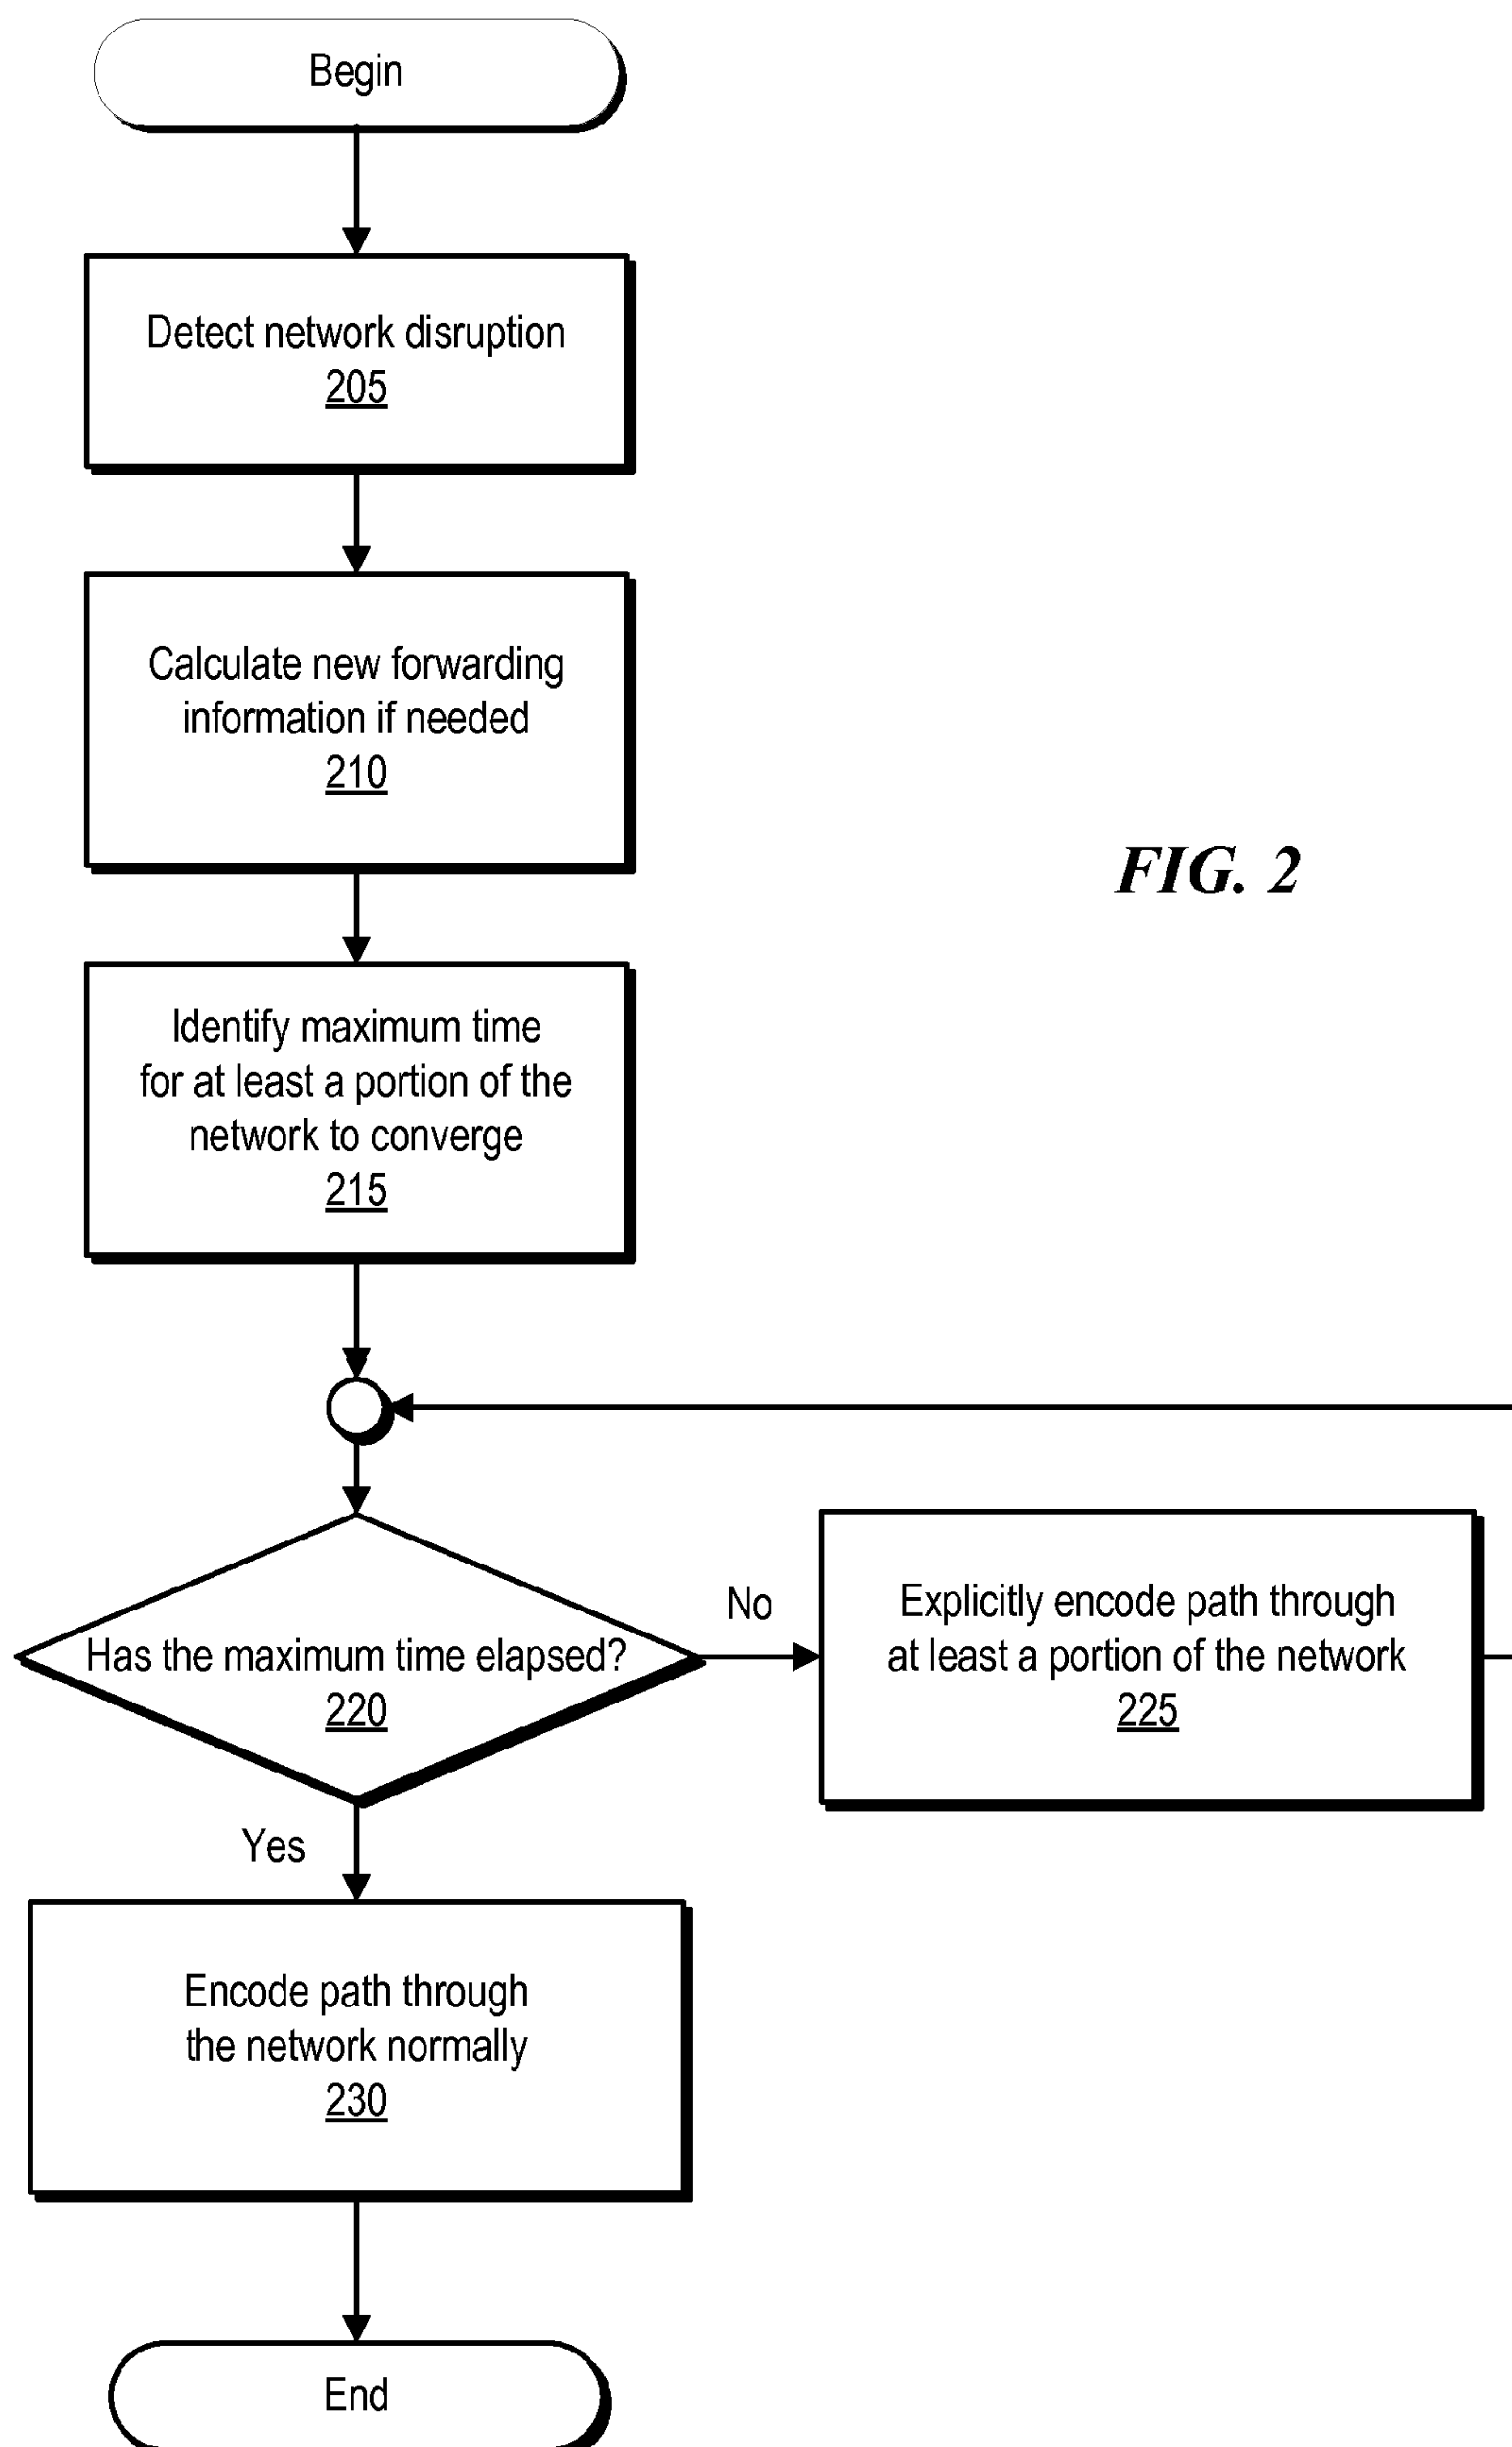 Begin
Detect network disruption
205
Calculate new forwarding
information if needed
210
FIG. 2
Identify maximum time
for at least a portion of the
network to converge
215
Has the maximum time elapsed?
220
No
Explicitly encode path through
at least a portion of the network
225
Yes
Encode path through
the network normally
230
End